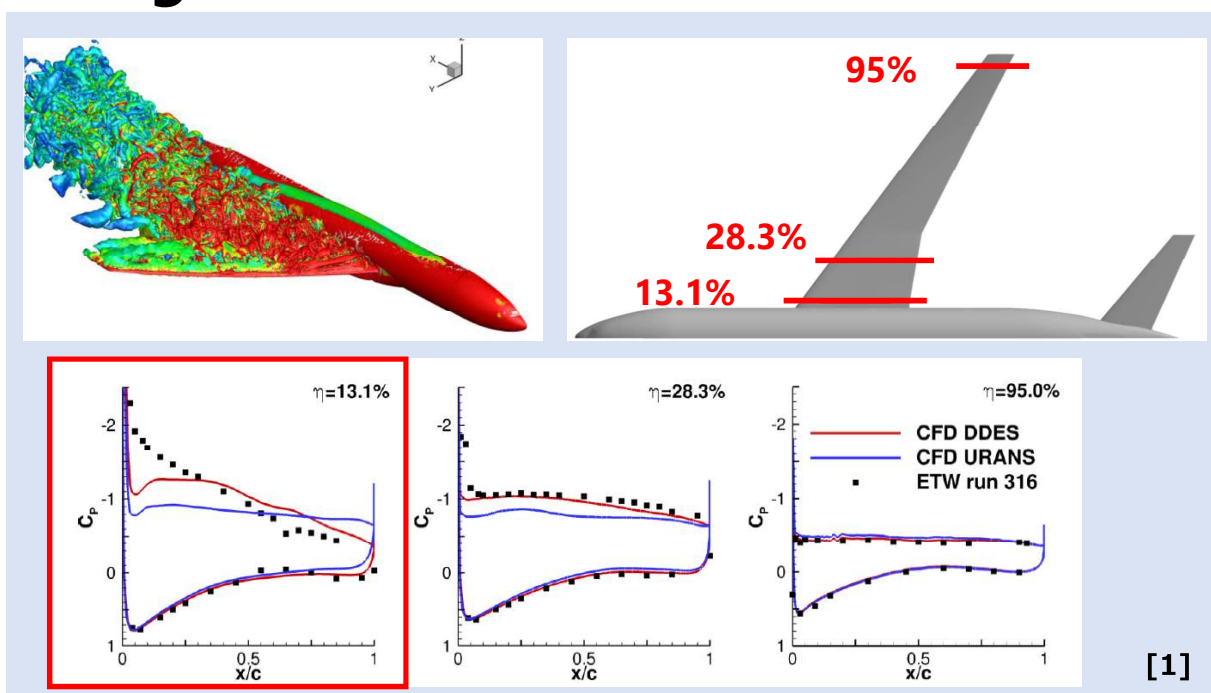 X
Y
Z
95%
28.3%
13.1%
η=13.1%
-2
-1
0
1
C_P
0
0.5
1
x/c
η=28.3%
-2
-1
0
1
C_P
0
0.5
1
x/c
η=95.0%
-2
-1
0
1
C_P
CFD DDES
CFD URANS
ETW run 316
0
0.5
1
x/c
[1]